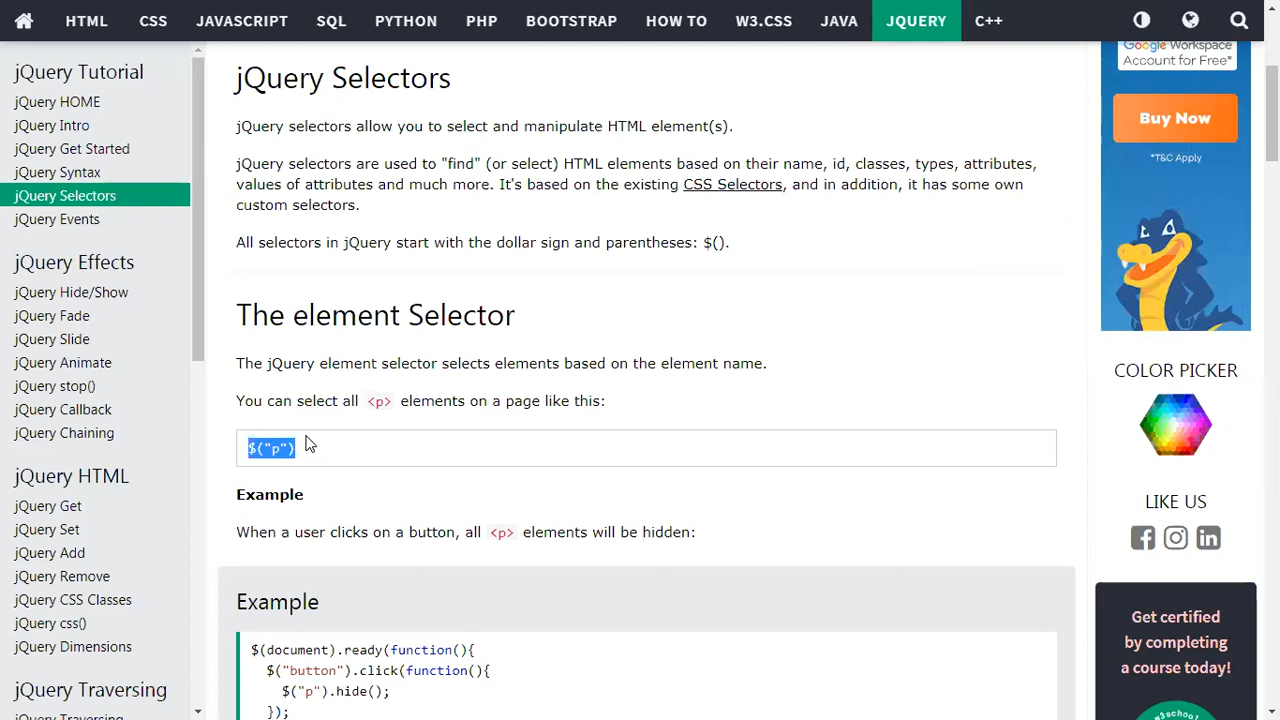 HTML CSS JAVASCRIPT SQL PYTHON PHP BOOTSTRAP HOW TO W3.CSS JAVA JQUERY C++
jQuery Tutorial
jQuery HOME
jQuery Intro
jQuery Get Started
jQuery Syntax
jQuery Selectors
jQuery Events
jQuery Effects
jQuery Hide/Show
jQuery Fade
jQuery Slide
jQuery Animate
jQuery stop()
jQuery Callback
jQuery Chaining
jQuery HTML
jQuery Get
jQuery Set
jQuery Add
jQuery Remove
jQuery CSS Classes
jQuery css()
jQuery Dimensions
jQuery Traversing
jQuery Traversing
jQuery Selectors
jQuery selectors allow you to select and manipulate HTML element(s).
jQuery selectors are used to "find" (or select) HTML elements based on their name, id, classes, types, attributes,
values of attributes and much more. It's based on the existing CSS Selectors, and in addition, it has some own
custom selectors.
All selectors in jQuery start with the dollar sign and parentheses: $().
The element Selector
The jQuery element selector selects elements based on the element name.
You can select all <p> elements on a page like this:
$("p")
Example
When a user clicks on a button, all <p> elements will be hidden:
Example
$(document).ready(function(){
$("button").click(function(){
$("p").hide();
});
Google Workspace
Account for Free*
Buy Now
*T&C Apply
COLOR PICKER
LIKE US
Get certified
by completing
a course today!
w3school